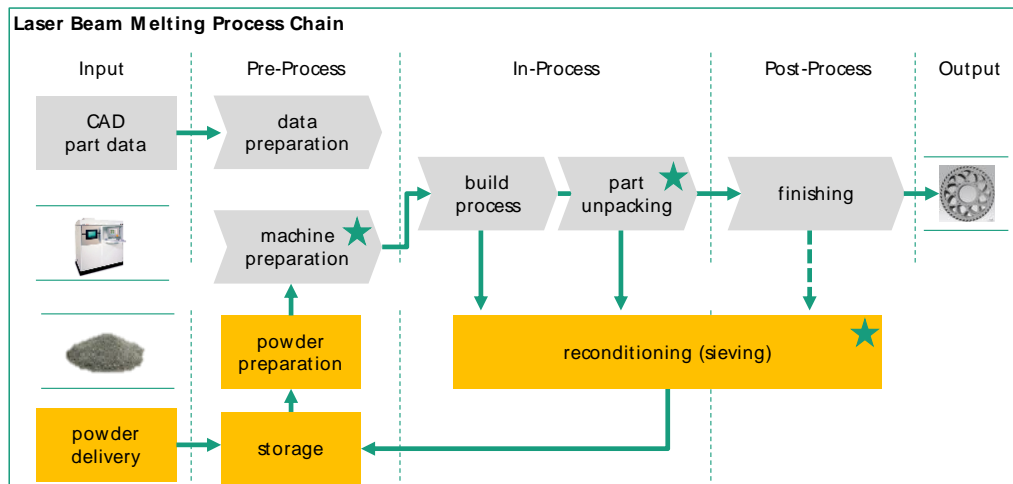 Laser Beam Melting Process Chain
Input
Pre-Process
In-Process
Post-Process
Output
CAD
part data
data
preparation
build
process
part
unpacking
finishing
machine
preparation
powder
preparation
reconditioning (sieving)
powder
delivery
storage